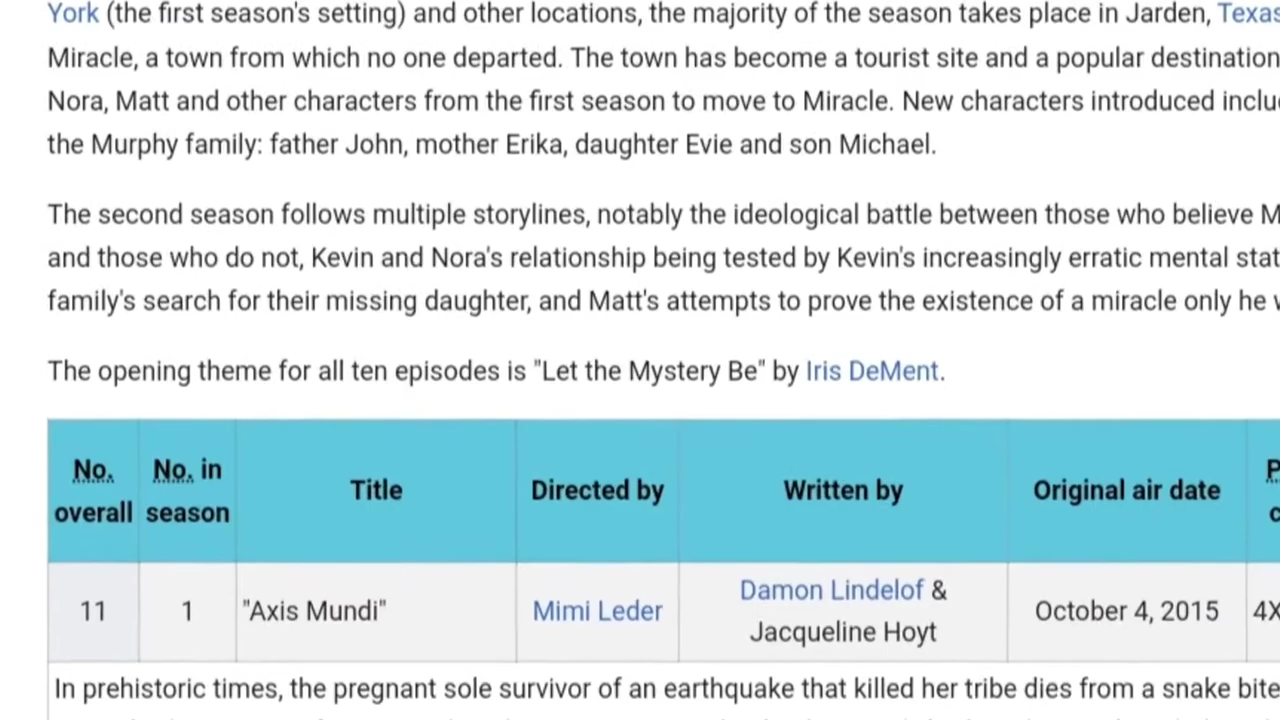 York (the first season's setting) and other locations, the majority of the season takes place in Jarden, Texas
Miracle, a town from which no one departed. The town has become a tourist site and a popular destination
Nora, Matt and other characters from the first season to move to Miracle. New characters introduced inclu
the Murphy family: father John, mother Erika, daughter Evie and son Michael.
The second season follows multiple storylines, notably the ideological battle between those who believe M
and those who do not, Kevin and Nora's relationship being tested by Kevin's increasingly erratic mental stat
family's search for their missing daughter, and Matt's attempts to prove the existence of a miracle only he
The opening theme for all ten episodes is "Let the Mystery Be" by Iris DeMent.
No. overall No. in season Title Directed by Written by Original air date
11 1 "Axis Mundi" Mimi Leder Damon Lindelof & Jacqueline Hoyt October 4, 2015 4X
In prehistoric times, the pregnant sole survivor of an earthquake that killed her tribe dies from a snake bite